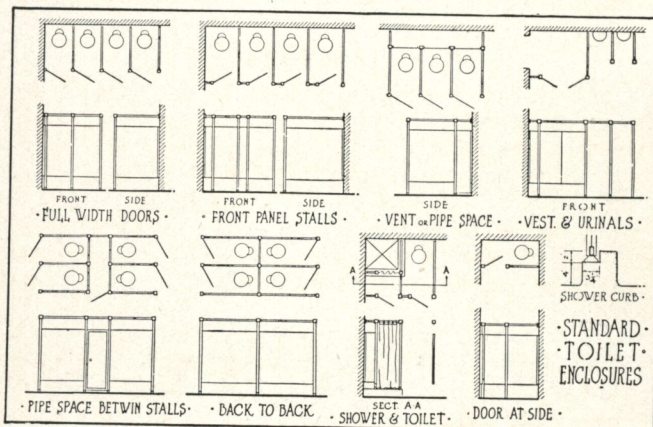 FRONT SIDE
· FULL WIDTH DOORS ·
FRONT SIDE
· FRONT PANEL STALLS ·
SIDE
· VENT OR PIPE SPACE ·
FRONT
· VEST. & URINALS ·
· PIPE SPACE BETWIN STALLS ·
· BACK TO BACK ·
A A
SECT. A A
· SHOWER & TOILET ·
· DOOR AT SIDE ·
SHOWER CURB ·
· STANDARD ·
· TOILET ·
ENCLOSURES